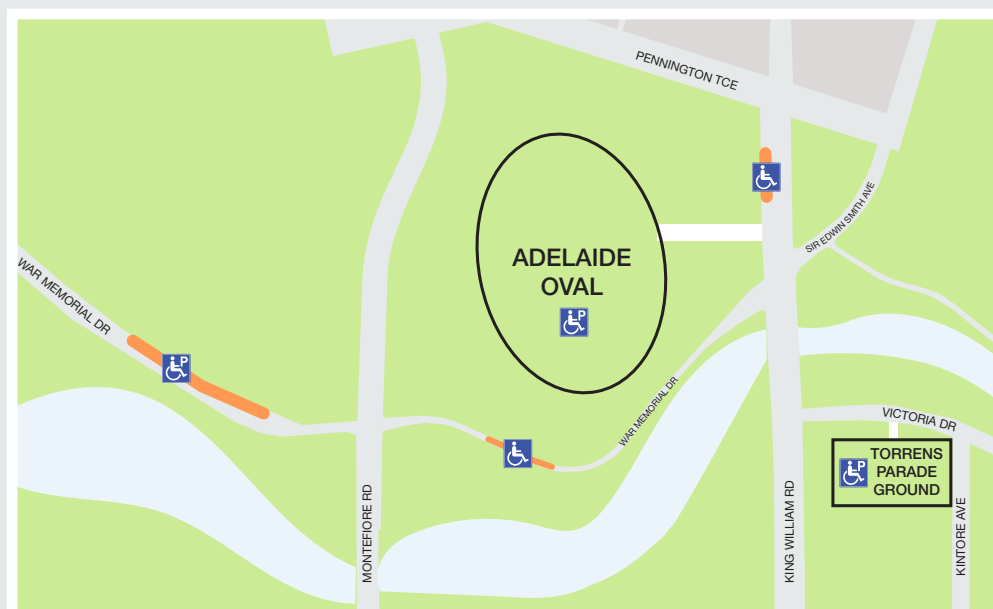 PENNINGTON TCE
SIR EDWIN SMITH AVE
ADELAIDE
OVAL
P
WAR MEMORIAL DR
P
WAR MEMORIAL DR
VICTORIA DR
P
TORRENS
PARADE
GROUND
MONTEFIORE RD
KING WILLIAM RD
KINTORE AVE